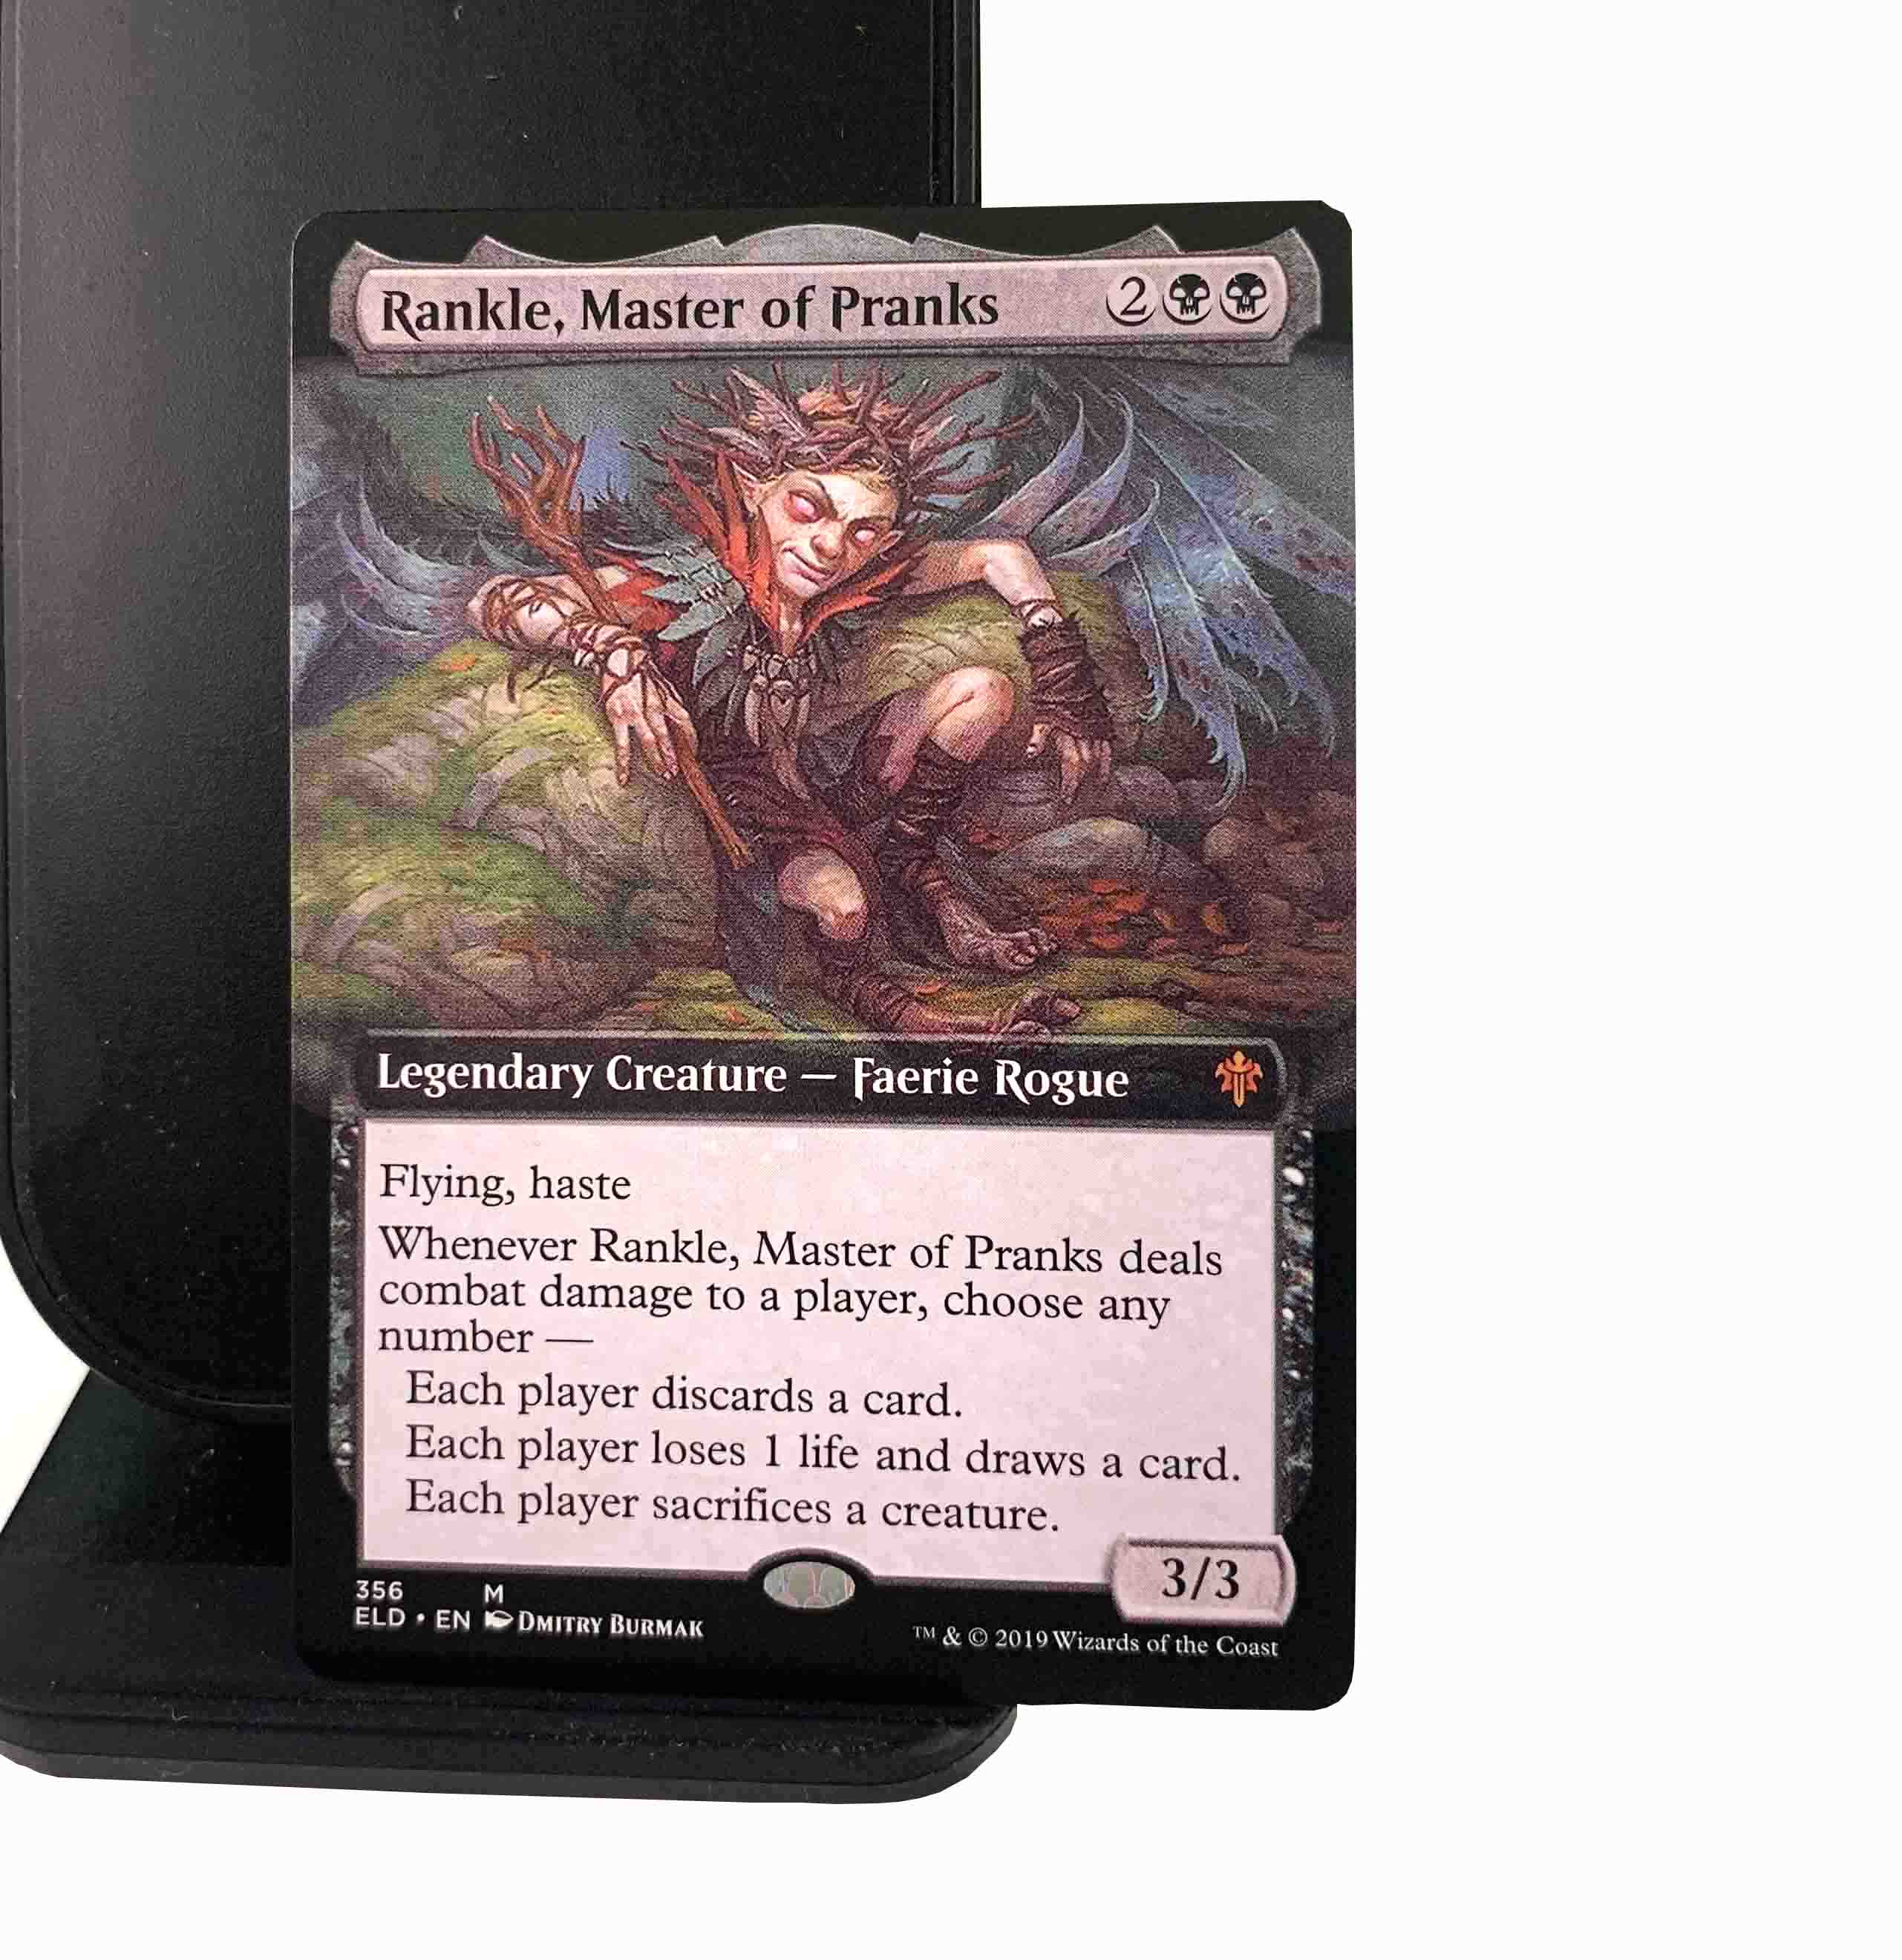 Rankle, Master of Pranks 2
Legendary Creature — Faerie Rogue
Flying, haste
Whenever Rankle, Master of Pranks deals
combat damage to a player, choose any
number —
Each player discards a card.
Each player loses 1 life and draws a card.
Each player sacrifices a creature.
3/3
356 M
ELD • EN DMITRY BURMAK
™ & © 2019 Wizards of the Coast